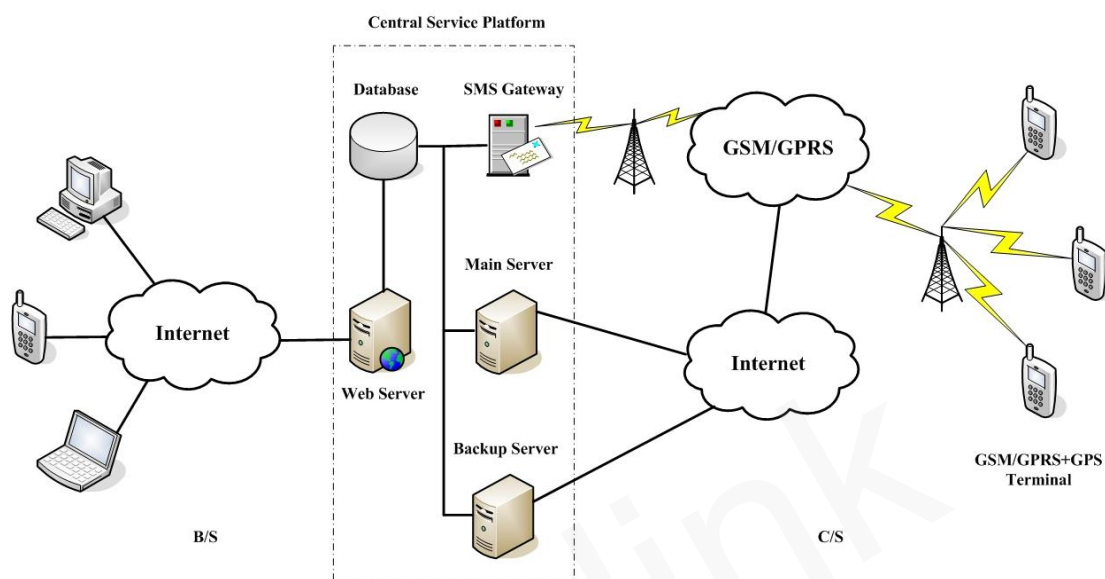 Central Service Platform
Database
SMS Gateway
GSM/GPRS
Main Server
Internet
Internet
Web Server
Backup Server
GSM/GPRS+GPS
Terminal
B/S
C/S
link